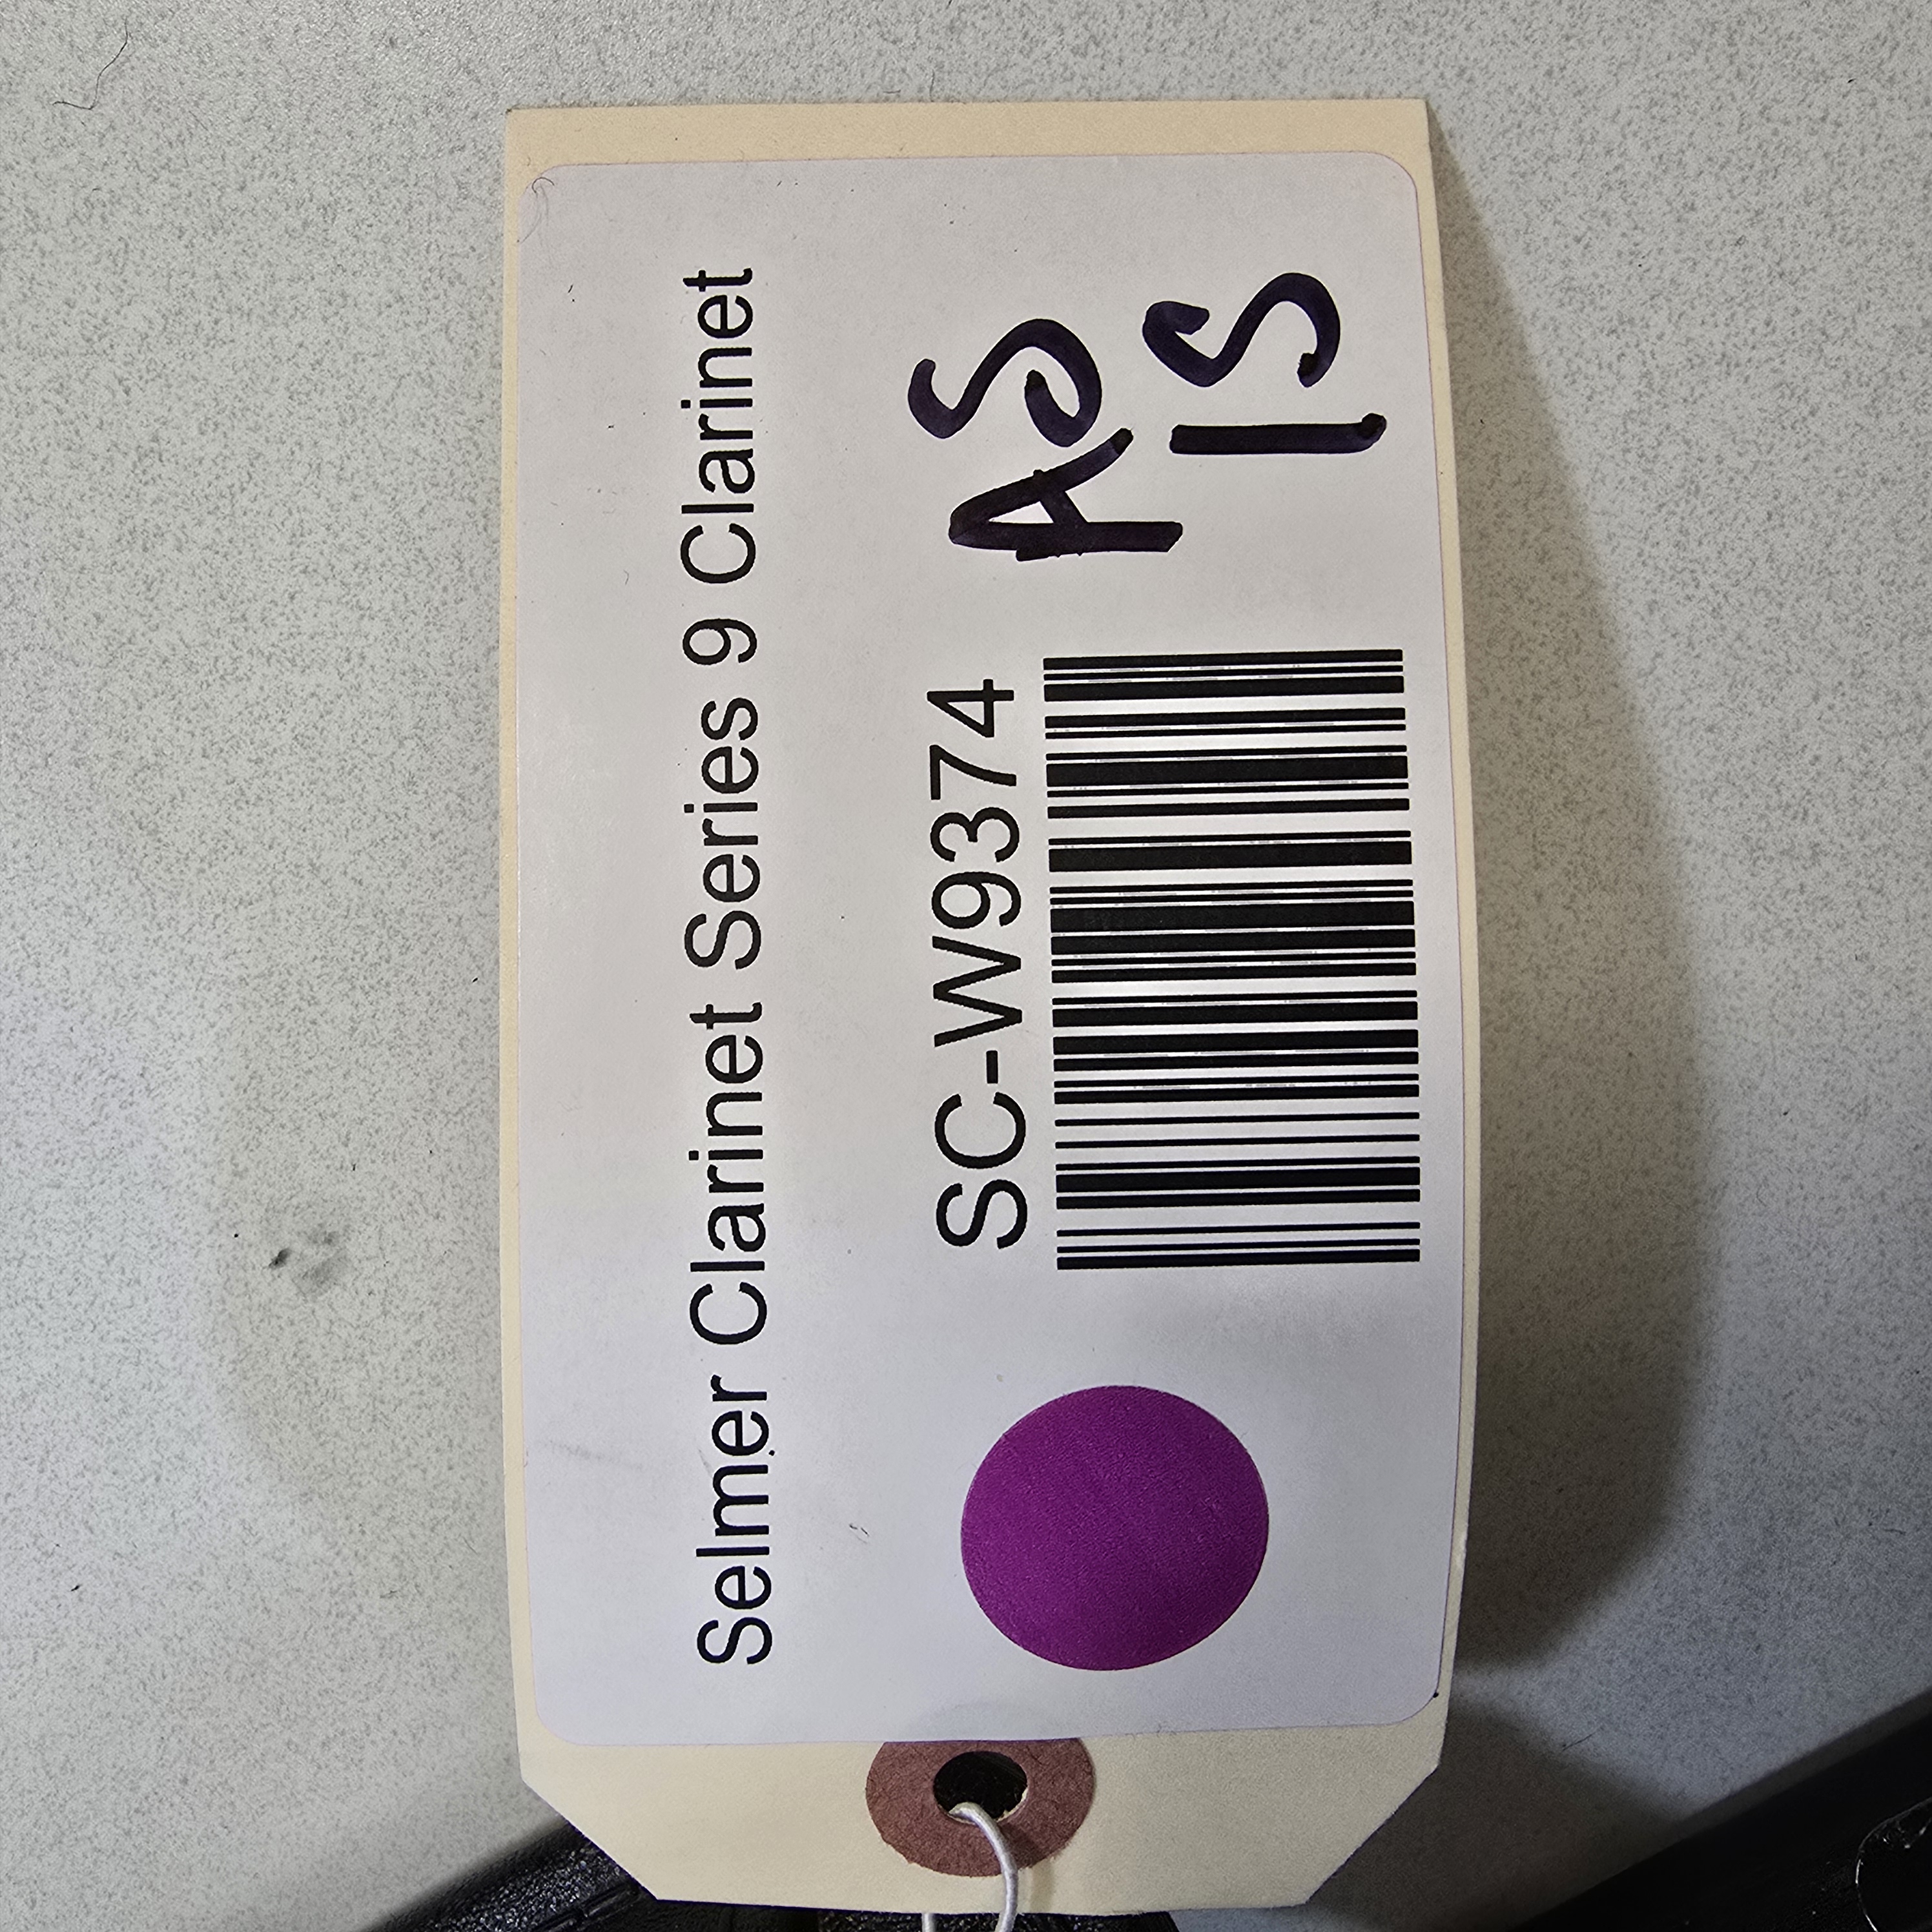 Selmer Clarinet Series 9 Clarinet
SC-W9374
AS
IS